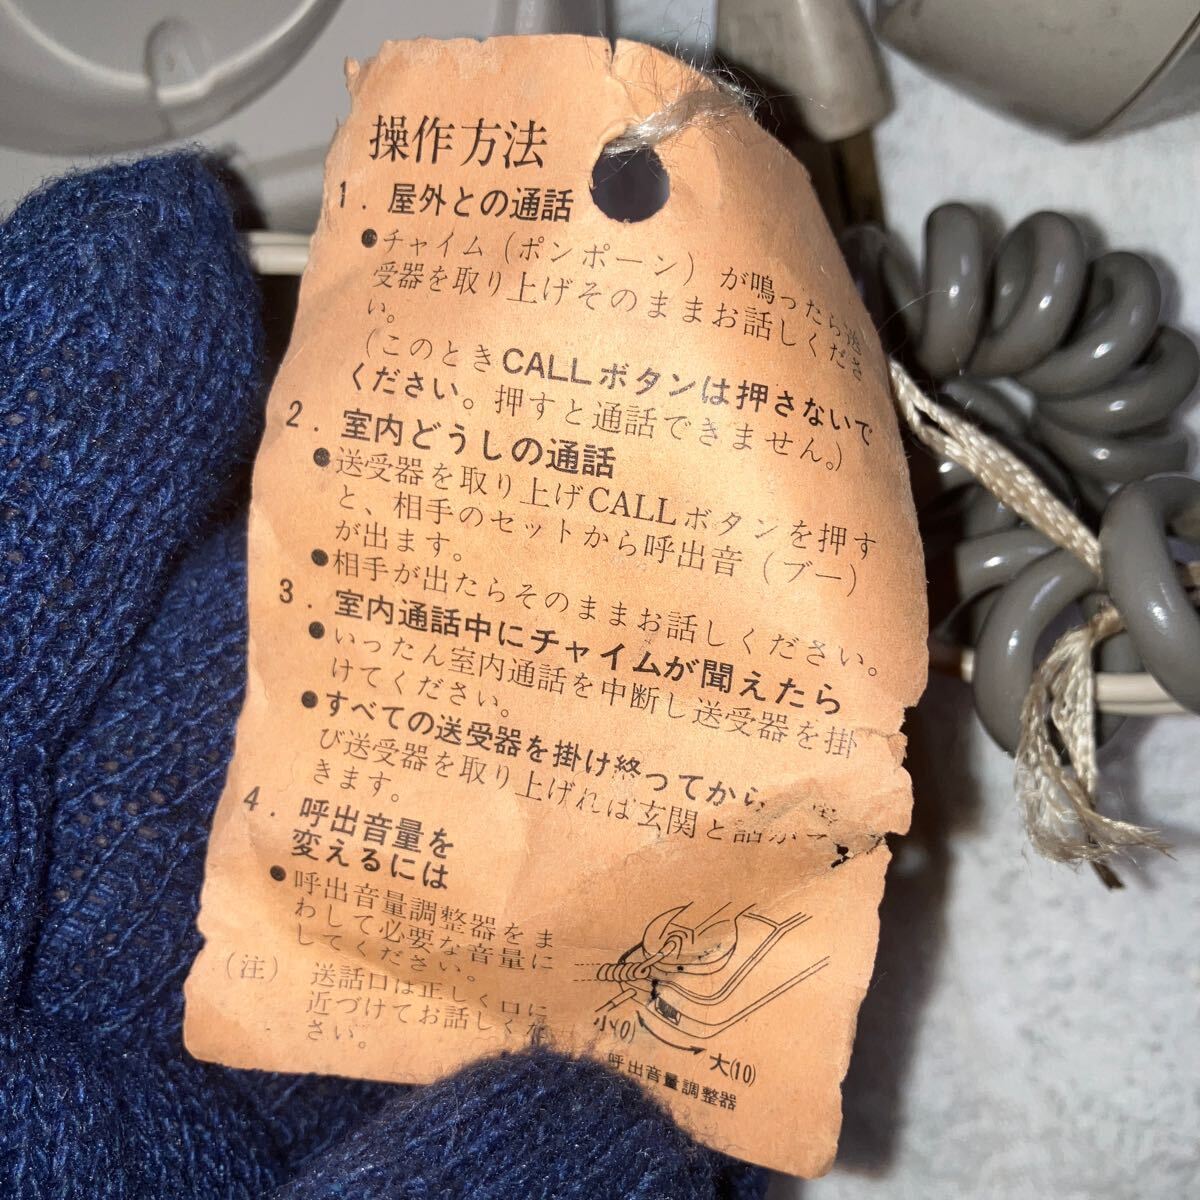 操作方法
1．屋外との通話
●チャイム（ポンポーン）が鳴ったら送
受器を取り上げそのままお話しくださ
い。
（このときCALLボタンは押さないで
ください。押すと通話できません。）
2．室内どうしの通話
●送受器を取り上げCALLボタンを押す
と、相手のセットから呼出音（ブー）
が出ます。
●相手が出たらそのままお話しください。
3．室内通話中にチャイムが聞えたら
●いったん室内通話を中断し送受器を掛
けてください。
●すべての送受器を掛け終ってから
び送受器を取り上げれば玄関と話が
きます。
4．呼出音量を
変えるには
●呼出音量調整器をま
わして必要な音量に
してください。
（注）送話口は正しく口に
近づけてお話しくだ
さい。
小(0)
大(10)
呼出音量調整器